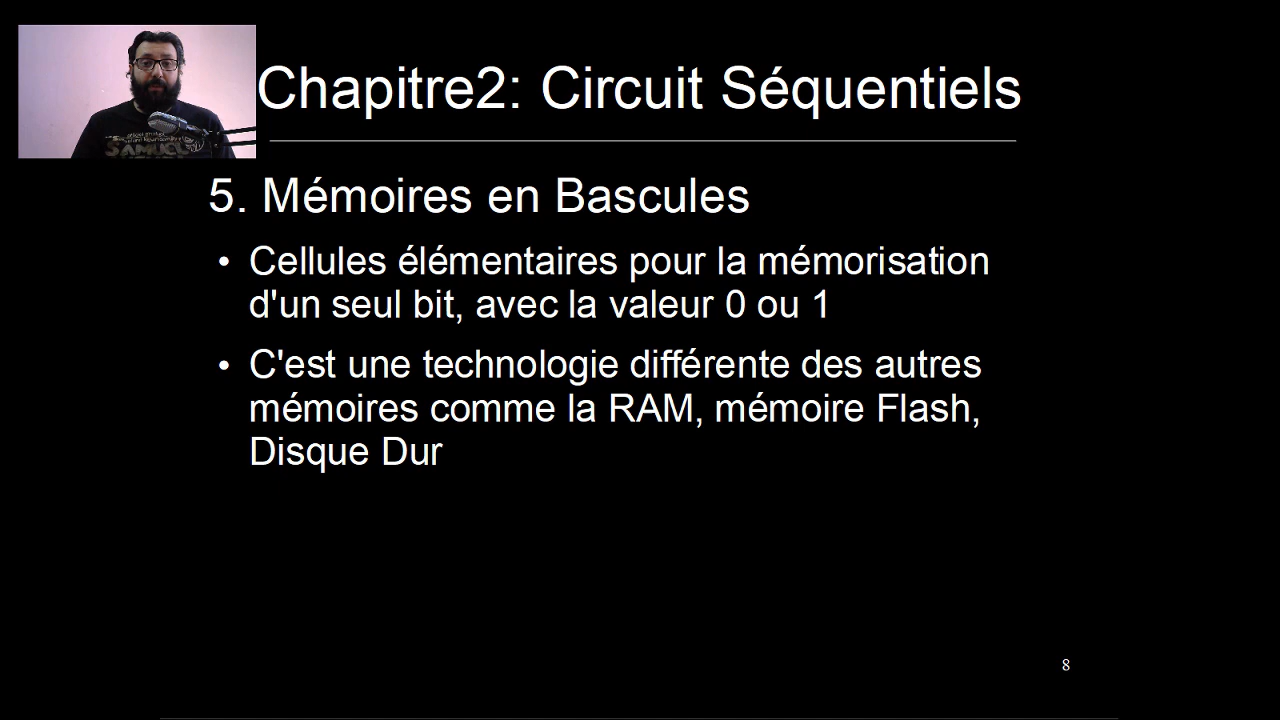 Chapitre2: Circuit Séquentiels
SAMUEL
5. Mémoires en Bascules
• Cellules élémentaires pour la mémorisation
d'un seul bit, avec la valeur 0 ou 1
• C'est une technologie différente des autres
mémoires comme la RAM, mémoire Flash,
Disque Dur
8